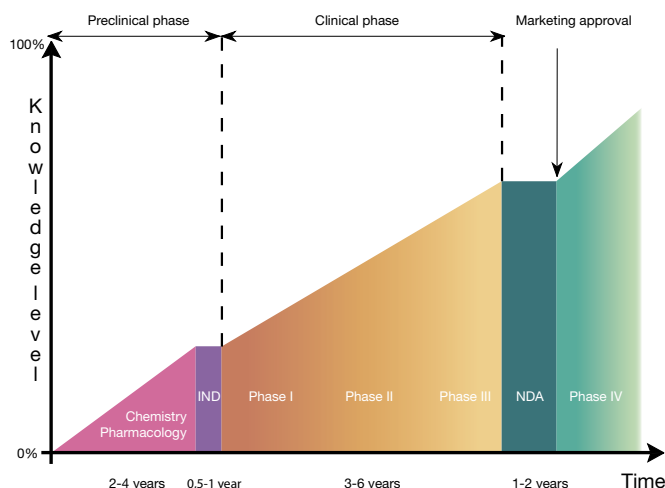 Preclinical phase
Clinical phase
Marketing approval
100%
Knowledge level
IND
Phase I
Phase II
Phase III
NDA
Phase IV
Chemistry
Pharmacology
0%
2-4 years
0.5-1 year
3-6 years
1-2 years
Time